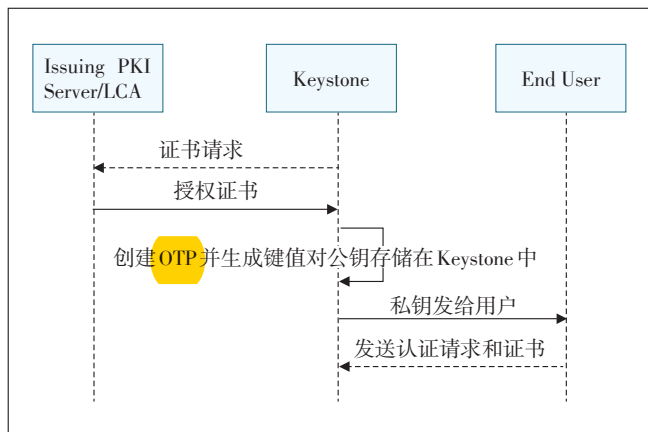 Issuing PKI
Server/LCA
Keystone
End User
证书请求
授权证书
创建OTP并生成键值对公钥存储在Keystone中
私钥发给用户
发送认证请求和证书